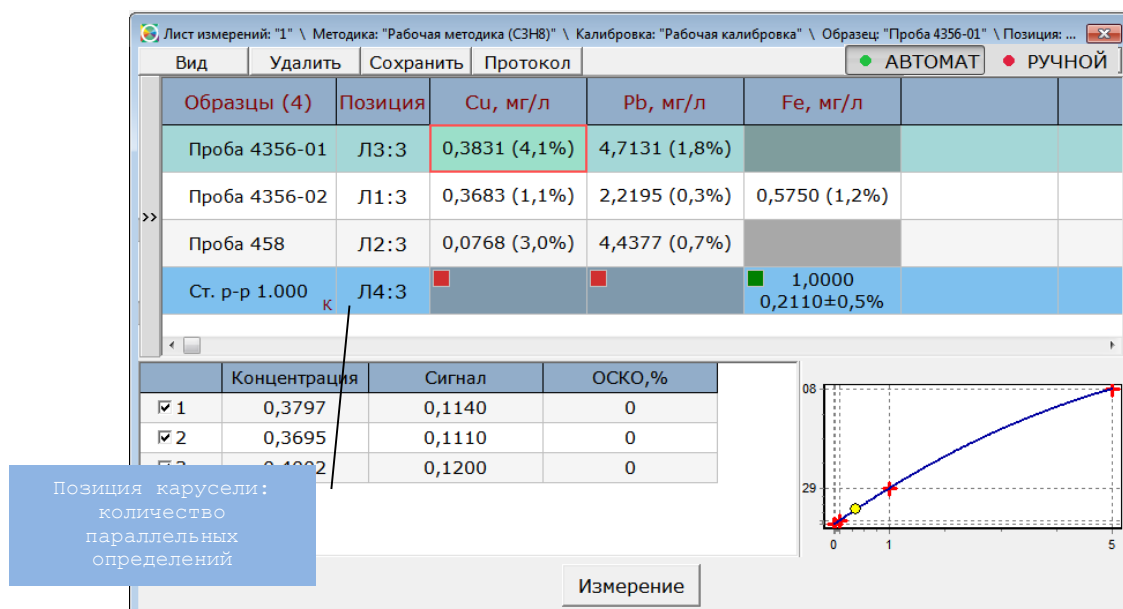 Лист измерений: "1" \ Методика: "Рабочая методика (C3H8)" \ Калибровка: "Рабочая калибровка" \ Образец: "Проба 4356-01" \ Позиция: ...
Вид Удалить Сохранить Протокол АВТОМАТ РУЧНОЙ
Образцы (4) Позиция Cu, мг/л Pb, мг/л Fe, мг/л
Проба 4356-01 Л3:3 0,3831 (4,1%) 4,7131 (1,8%)
Проба 4356-02 Л1:3 0,3683 (1,1%) 2,2195 (0,3%) 0,5750 (1,2%)
>>
Проба 458 Л2:3 0,0768 (3,0%) 4,4377 (0,7%)
Ст. р-р 1.000 К Л4:3 1,0000
0,2110±0,5%
Концентрация Сигнал ОСКО,%
1 0,3797 0,1140 0
2 0,3695 0,1110 0
0,1200 0
08
29
0 1 5
Позиция карусели:
количество
параллельных
определений
Измерение